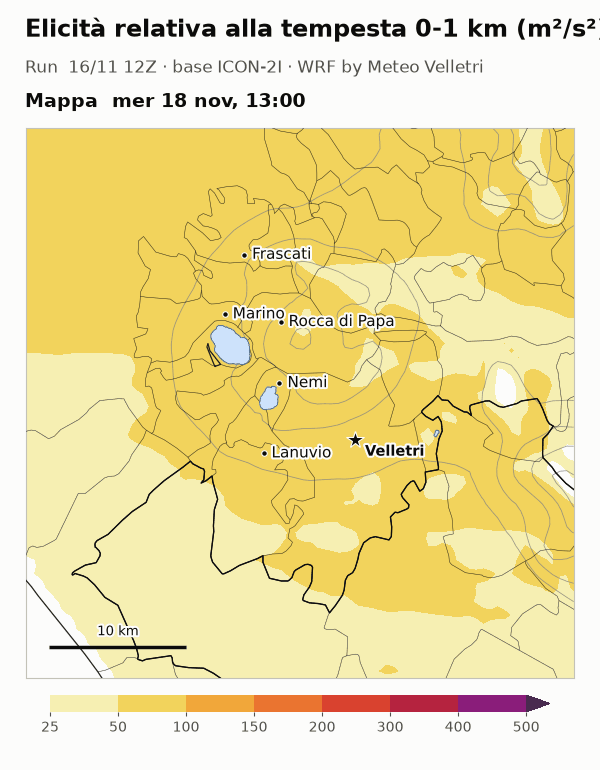 Elicità relativa alla tempesta 0-1 km (m²/s²)
Run 16/11 12Z · base ICON-2I · WRF by Meteo Velletri
Mappa mer 18 nov, 13:00
Frascati
Marino
Rocca di Papa
Nemi
Velletri
Lanuvio
10 km
25 50 100 150 200 300 400 500